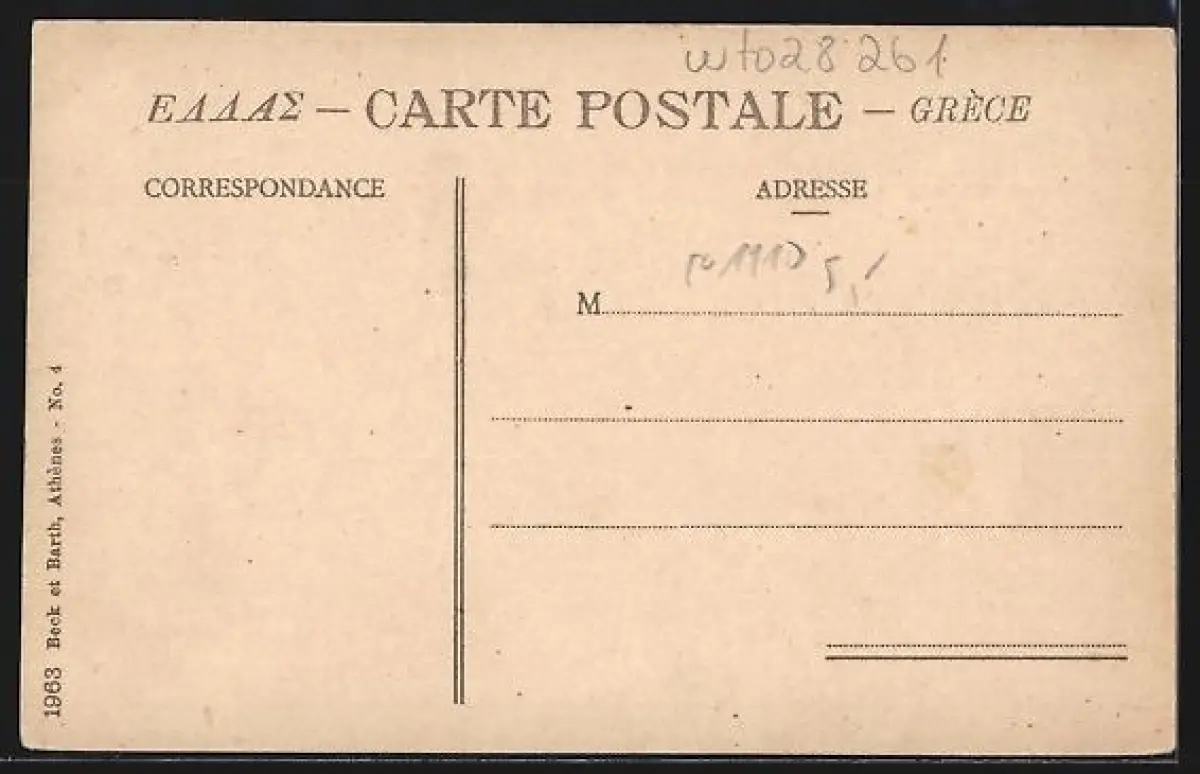 wto28261
ΕΛΛΑΣ — CARTE POSTALE — GRÈCE
CORRESPONDANCE
ADRESSE
M
1963 Beck et Barth, Athènes - No. 4